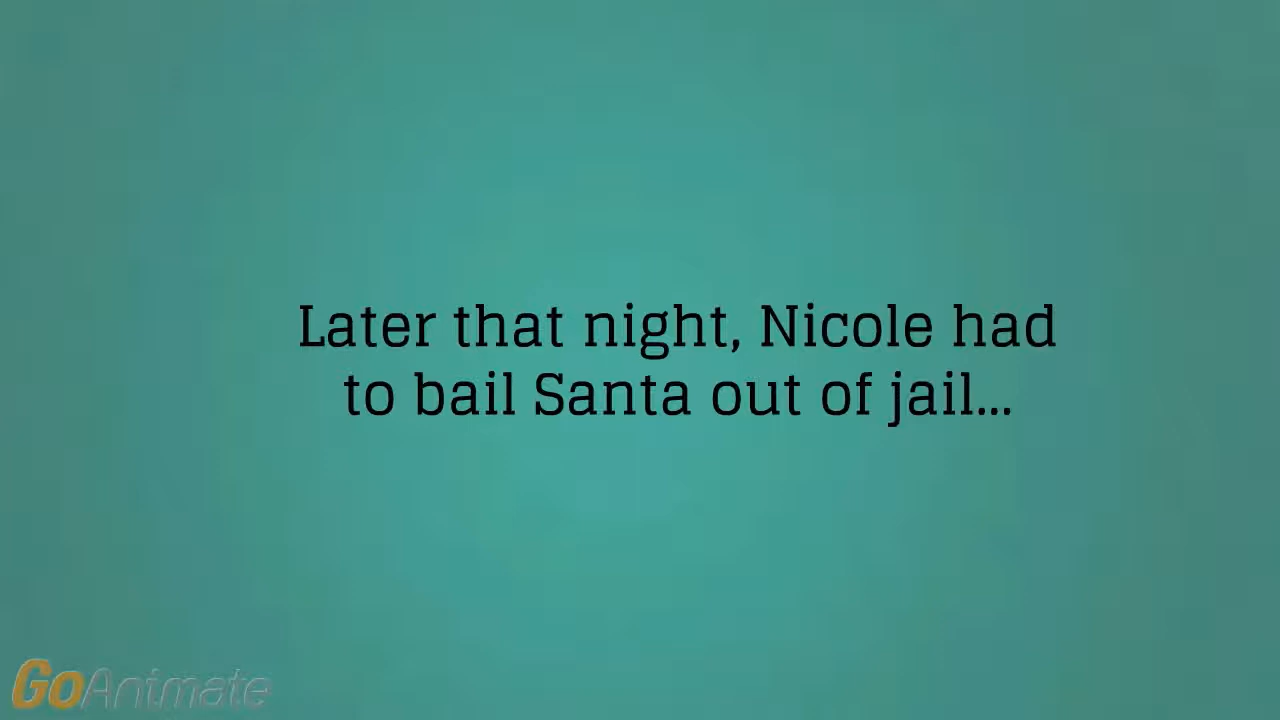 Later that night, Nicole had
to bail Santa out of jail...
GoAnimate